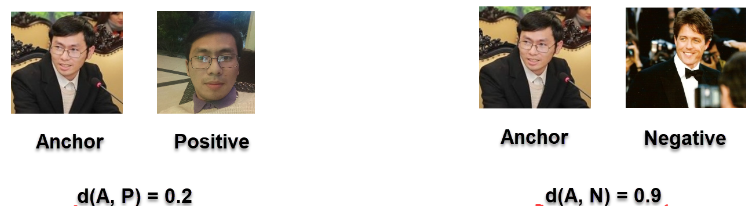 Anchor Positive Anchor Negative
d(A, P) = 0.2 d(A, N) = 0.9